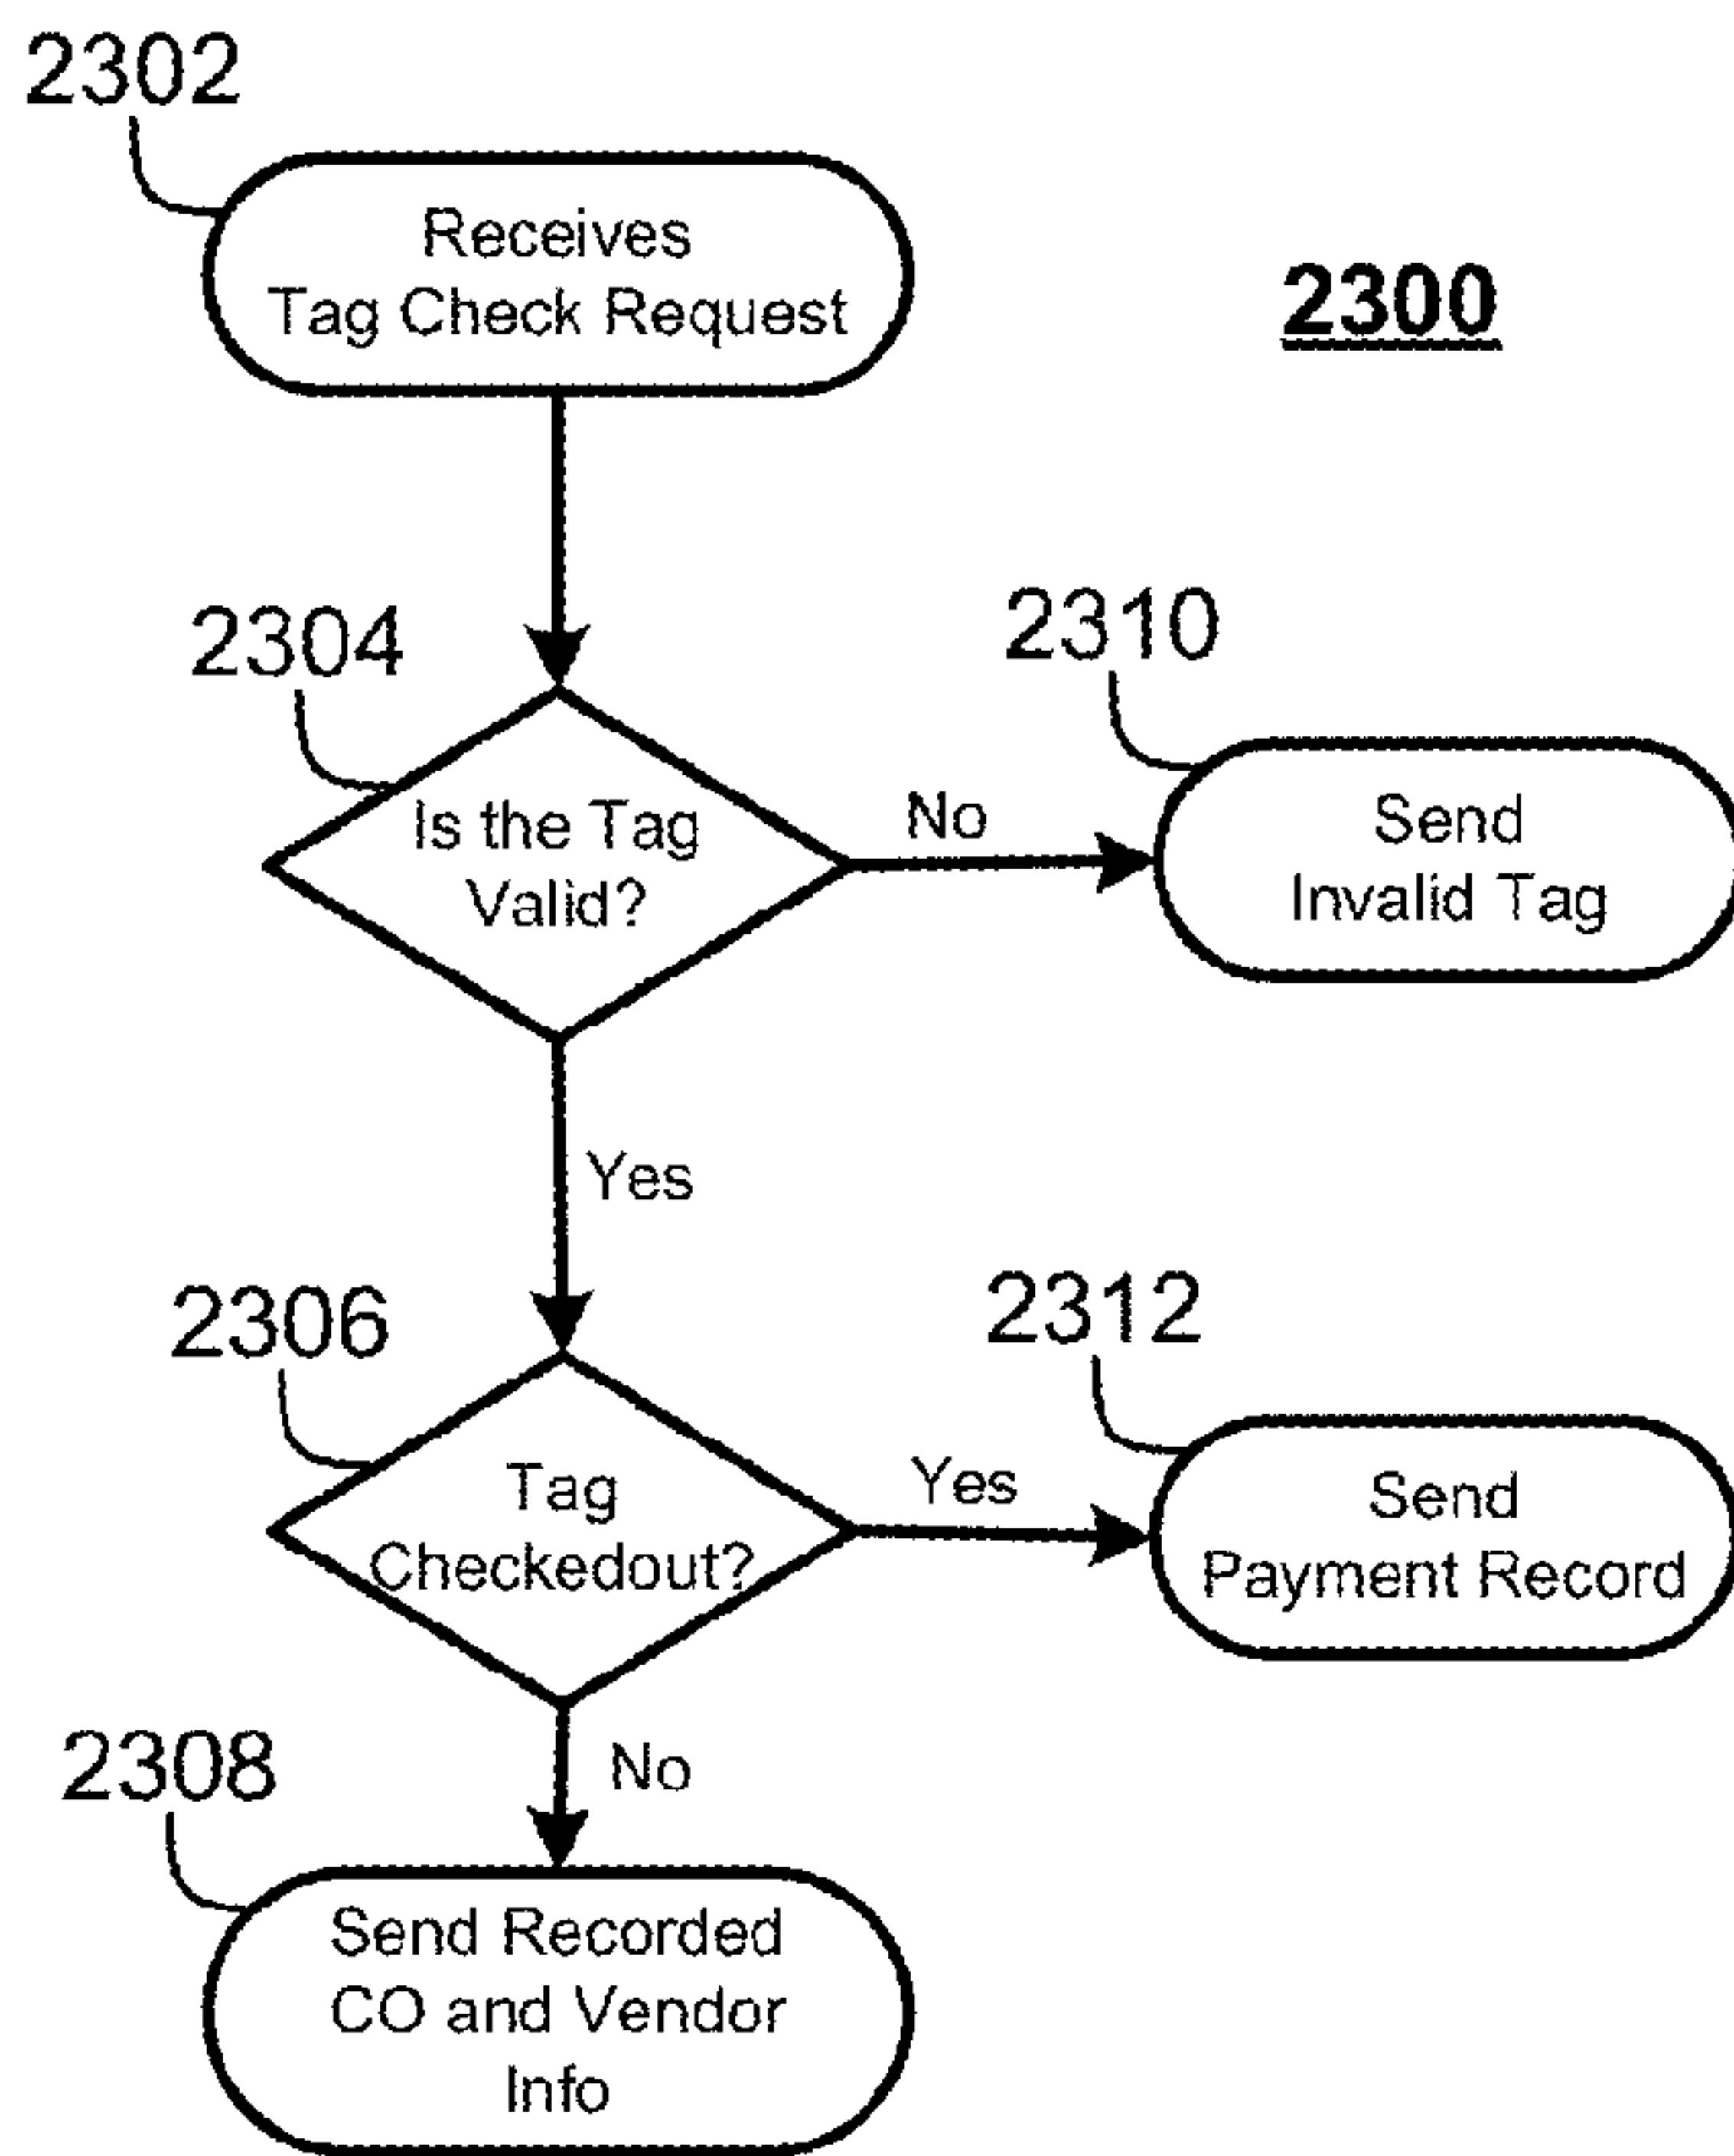 2302
Receives
Tag Check Request
2300
2304
Is the Tag
Valid?
No
2310
Send
Invalid Tag
Yes
2306
Tag
Checkedout?
Yes
2312
Send
Payment Record
No
2308
Send Recorded
CO and Vendor
Info